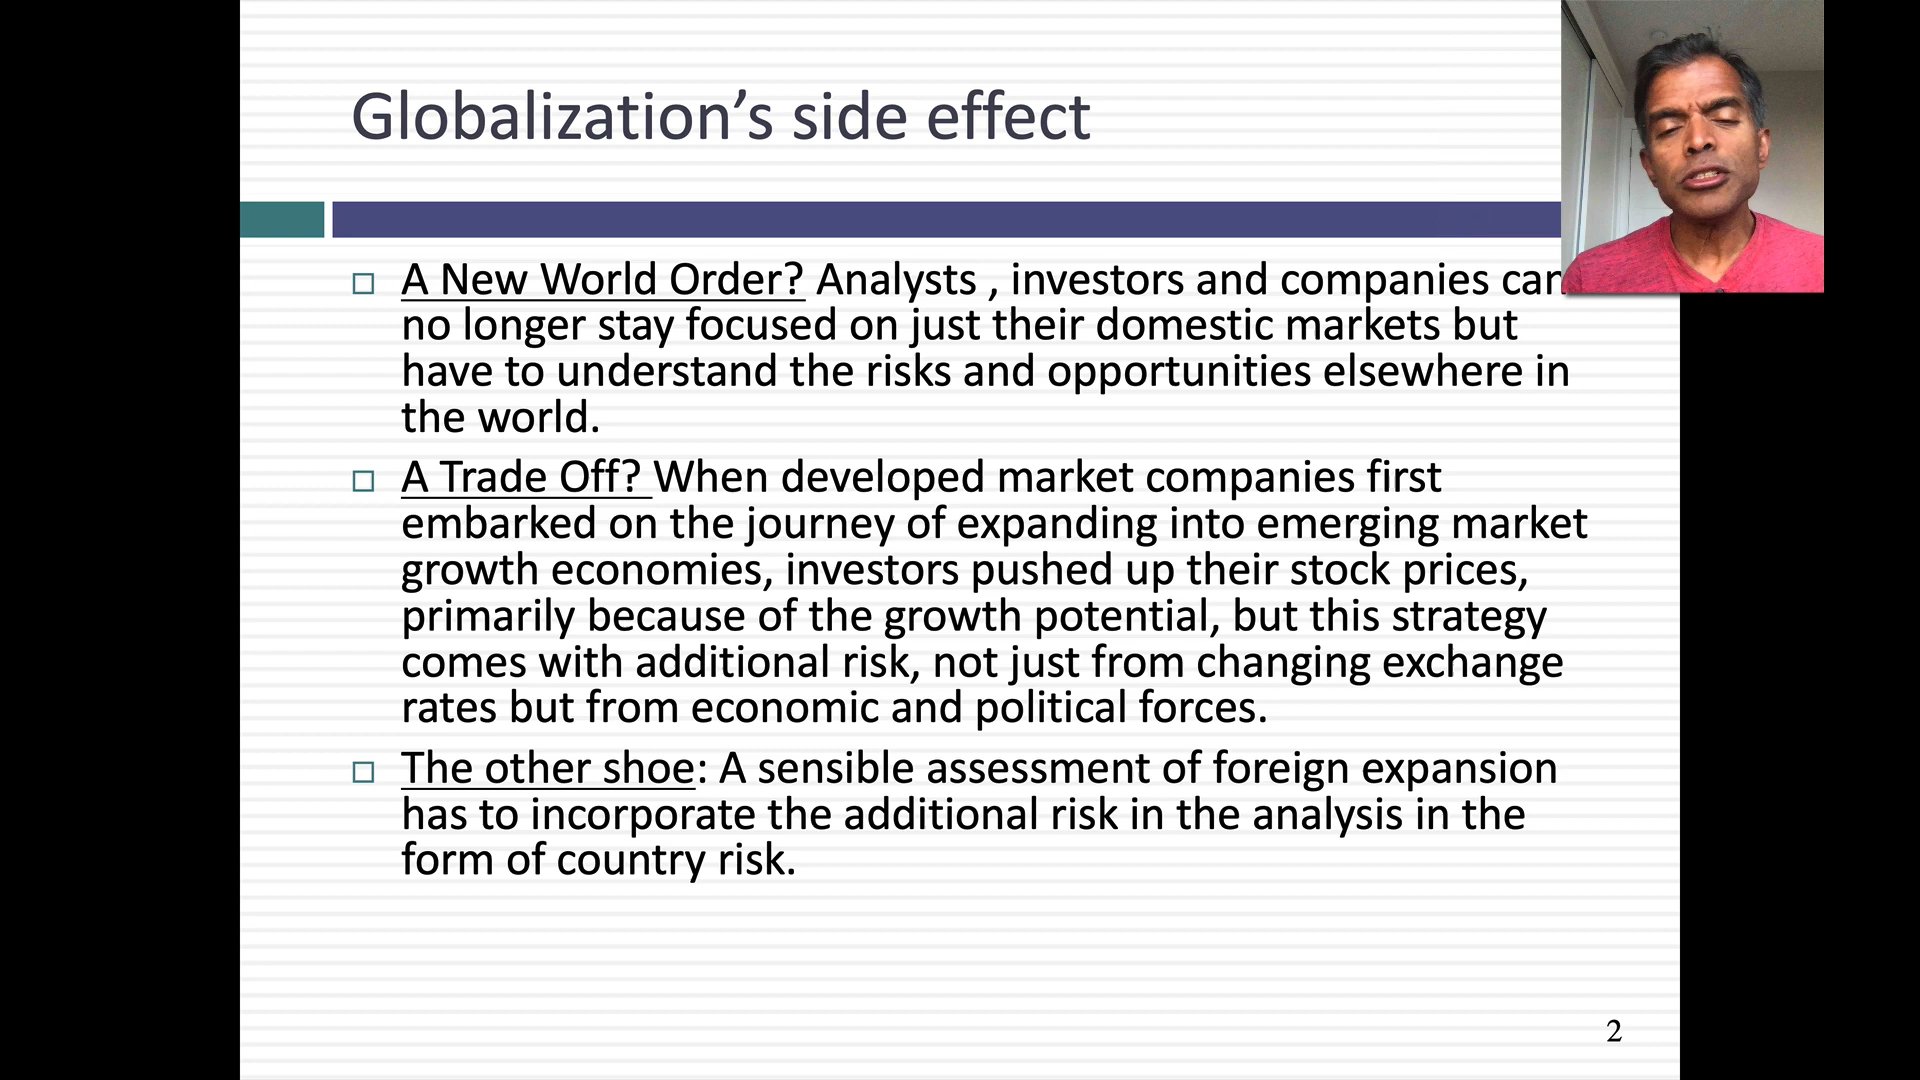 Globalization’s side effect
A New World Order? Analysts , investors and companies can
no longer stay focused on just their domestic markets but
have to understand the risks and opportunities elsewhere in
the world.
A Trade Off? When developed market companies first
embarked on the journey of expanding into emerging market
growth economies, investors pushed up their stock prices,
primarily because of the growth potential, but this strategy
comes with additional risk, not just from changing exchange
rates but from economic and political forces.
The other shoe: A sensible assessment of foreign expansion
has to incorporate the additional risk in the analysis in the
form of country risk.
2